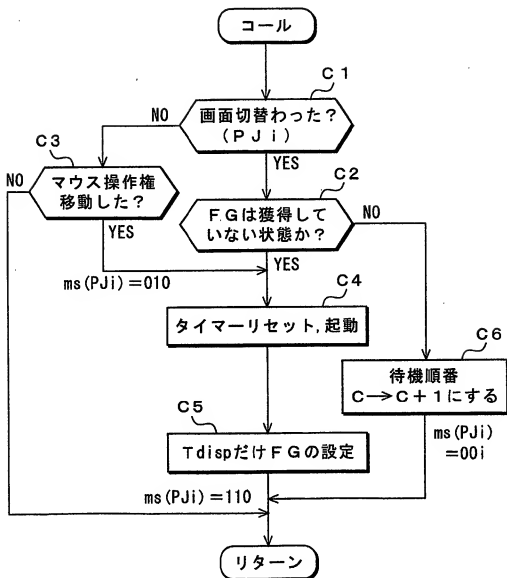 コール
C1
画面切替わった？
(PJi)
NO
YES
C3
マウス操作権
移動した？
NO
YES
C2
FGは獲得して
いない状態か？
NO
YES
ms(PJi)=010
C4
タイマーリセット,起動
C6
待機順番
C→C+1にする
ms(PJi)
=00i
C5
TdispだけFGの設定
ms(PJi)=110
リターン